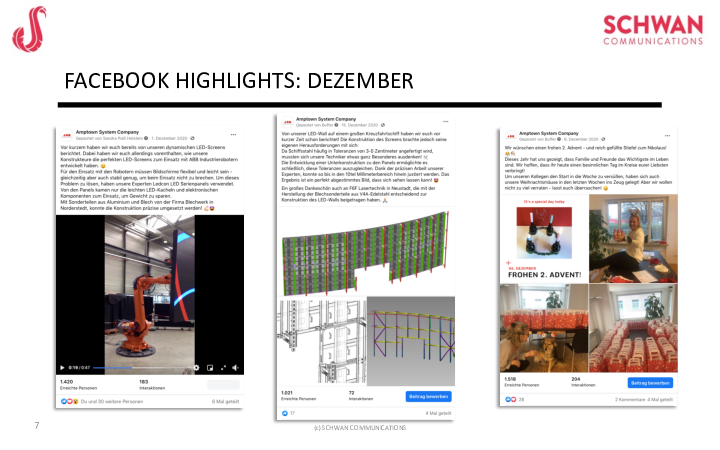 SCHWAN
COMMUNICATIONS
FACEBOOK HIGHLIGHTS: DEZEMBER
Amptown System Company
Gepostet von Sandra Preß Holstein · 1. Dezember 2020 ·
Vor kurzem haben wir euch bereits von unseren dynamischen LED-Screens
berichtet. Dabei haben wir euch allerdings vorenthalten, wie unsere
Konstrukteure die perfekten LED-Screens zum Einsatz mit ABB Industrierobotern
entwickelt haben.
Für den Einsatz mit den Robotern müssen Bildschirme flexibel und leicht sein -
gleichzeitig aber auch stabil genug, um beim Einsatz nicht zu brechen. Um dieses
Problem zu lösen, haben unsere Experten Ledcon LED Serienpanels verwendet.
Von den Panels kamen nur die leichten LED-Kacheln und elektronischen
Komponenten zum Einsatz, um Gewicht zu sparen.
Mit Sonderteilen aus Aluminium und Blech von der Firma Blechwerk in
Norderstedt, konnte die Konstruktion präzise umgesetzt werden!
0:19 / 0:47
1.420
Erreichte Personen
163
Interaktionen
Du und 30 weitere Personen
6 Mal geteilt
Amptown System Company
Gepostet von Buffer · 15. Dezember 2020 ·
Von unserer LED-Wall auf einem großen Kreuzfahrtschiff haben wir euch vor
kurzer Zeit schon berichtet! Die Konstruktion des Screens brachte jedoch seine
eigenen Herausforderungen mit sich:
Da Schiffsstahl häufig in Toleranzen von 3-0 Zentimeter angefertigt wird,
mussten sich unsere Techniker etwas ganz Besonderes ausdenken!
Die Entwicklung einer Unterkonstruktion zu den Panels ermöglichte es
schließlich, diese Toleranzen auszugleichen. Dank der präzisen Arbeit unserer
Experten, konnte so bis in den 10tel Millimeterbereich hinein justiert werden. Das
Ergebnis ist ein perfekt abgestimmtes Bild, dass sich sehen lassen kann!
Ein großes Dankeschön auch an F&F Lasertechnik in Neustadt, die mit der
Herstellung der Blechsonderteile aus V4A-Edelstahl entscheidend zur
Konstruktion des LED-Walls beigetragen haben.
1.021
Erreichte Personen
72
Interaktionen
Beitrag bewerben
17
4 Mal geteilt
Amptown System Company
Gepostet von Buffer · 6. Dezember 2020 ·
Wir wünschen einen frohen 2. Advent - und reich gefüllte Stiefel zum Nikolaus!
Dieses Jahr hat uns gezeigt, dass Familie und Freunde das Wichtigste im Leben
sind. Wir hoffen, dass ihr heute einen besinnlichen Tag im Kreise eurer Liebsten
verbringt!
Um unseren Kollegen den Start in die Woche zu versüßen, haben sich auch
unsere Weihnachtsmäuse in den letzten Wochen ins Zeug gelegt! Aber wir wollen
nicht zu viel verraten - lasst euch überraschen!
It's a special day today
06. DEZEMBER
FROHEN 2. ADVENT!
1.518
Erreichte Personen
204
Interaktionen
Beitrag bewerben
28
2 Kommentare 4 Mal geteilt
7
(c) SCHWAN COMMUNICATIONS